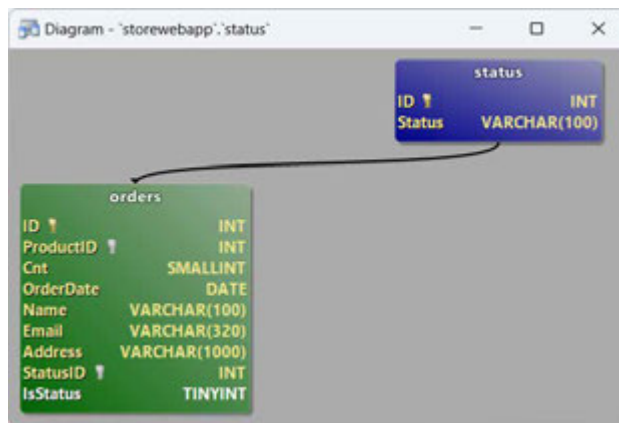 Diagram - `storewebapp`.`status`
status
ID INT
Status VARCHAR(100)
orders
ID INT
ProductID INT
Cnt SMALLINT
OrderDate DATE
Name VARCHAR(100)
Email VARCHAR(320)
Address VARCHAR(1000)
StatusID INT
IsStatus TINYINT